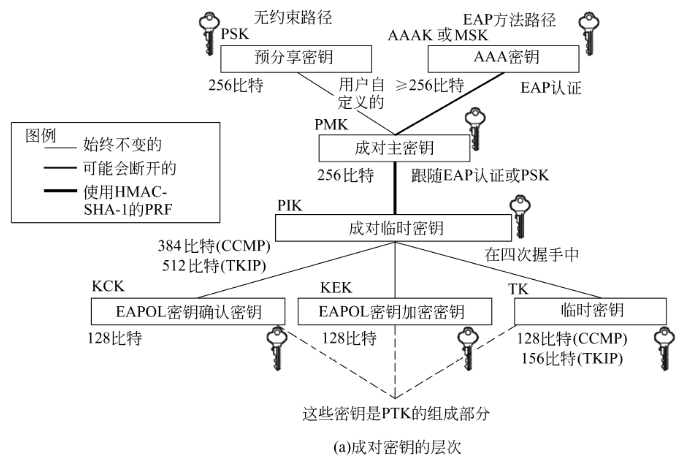 无约束路径
EAP方法路径
PSK
AAAK 或 MSK
预分享密钥
AAA密钥
256比特
用户自
定义的
≥256比特
EAP认证
PMK
成对主密钥
256比特
跟随EAP认证或PSK
图例
始终不变的
可能会断开的
使用HMAC-
SHA-1的PRF
PIK
成对临时密钥
384比特(CCMP)
512比特(TKIP)
在四次握手中
KCK
KEK
TK
EAPOL密钥确认密钥
EAPOL密钥加密密钥
临时密钥
128比特
128比特
128比特(CCMP)
156比特(TKIP)
这些密钥是PTK的组成部分
(a)成对密钥的层次